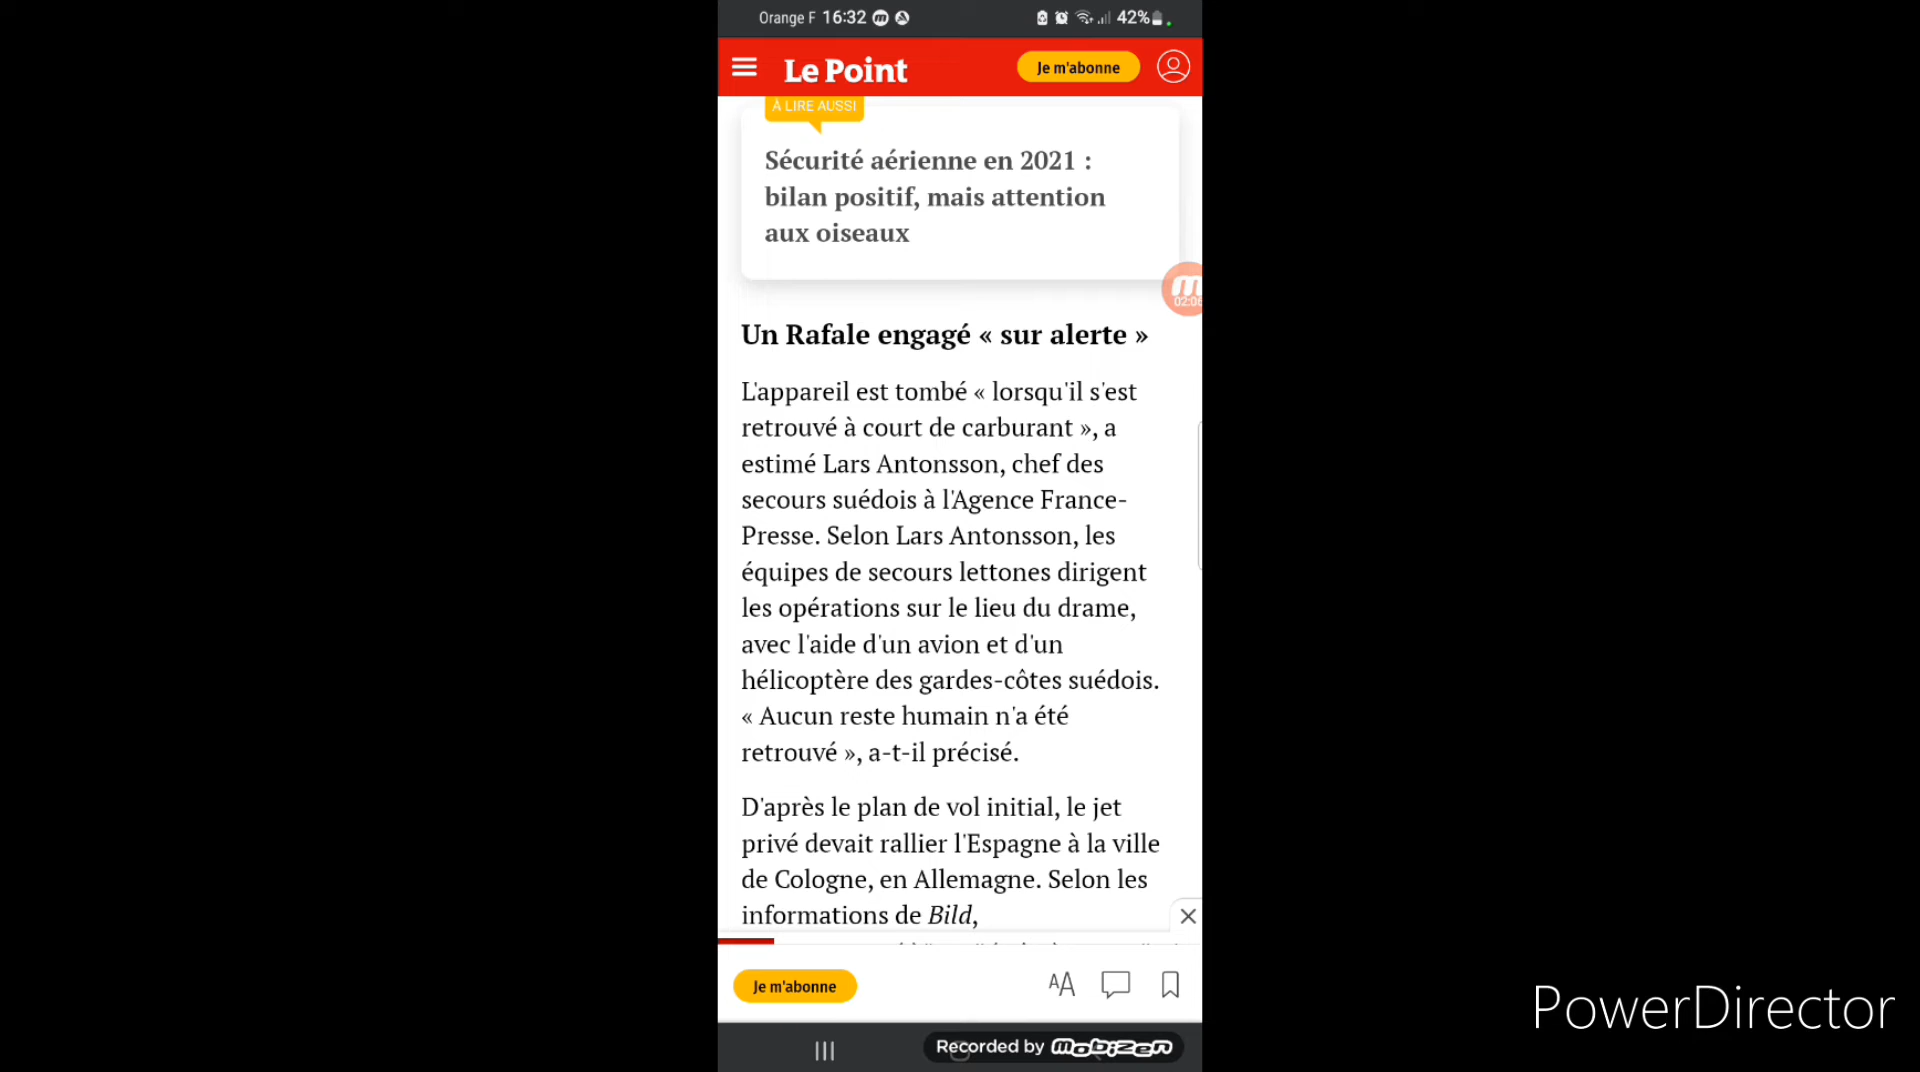 Orange F 16:32 42%
Le Point
Je m'abonne
À LIRE AUSSI
Sécurité aérienne en 2021 :
bilan positif, mais attention
aux oiseaux
02:06
Un Rafale engagé « sur alerte »
L'appareil est tombé « lorsqu'il s'est
retrouvé à court de carburant », a
estimé Lars Antonsson, chef des
secours suédois à l'Agence France-
Presse. Selon Lars Antonsson, les
équipes de secours lettones dirigent
les opérations sur le lieu du drame,
avec l'aide d'un avion et d'un
hélicoptère des gardes-côtes suédois.
« Aucun reste humain n'a été
retrouvé », a-t-il précisé.
D'après le plan de vol initial, le jet
privé devait rallier l'Espagne à la ville
de Cologne, en Allemagne. Selon les
informations de Bild,
Je m'abonne
AA
Recorded by mobizen
PowerDirector